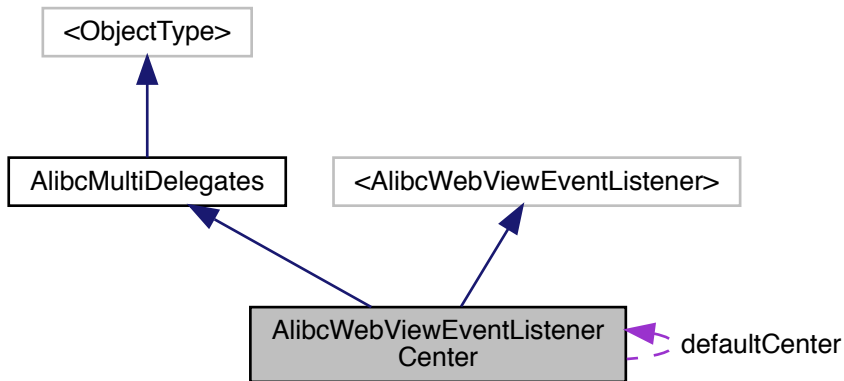 <ObjectType>
AlibcMultiDelegates
<AlibcWebViewEventListener>
AlibcWebViewEventListener
Center
defaultCenter